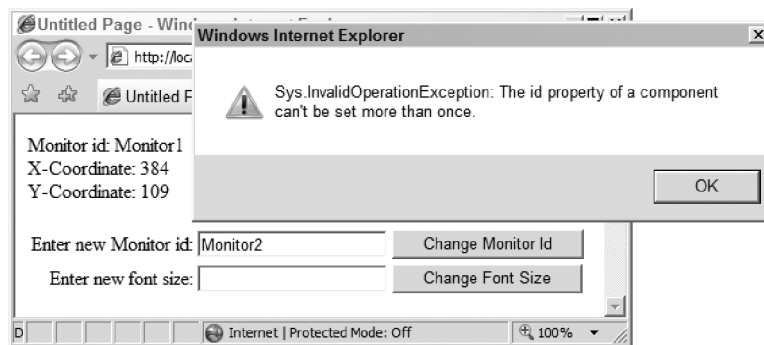 Untitled Page - Wind
Windows Internet Explorer
http://loc
Untitled P
Sys.InvalidOperationException: The id property of a component
can't be set more than once.
OK
Monitor id: Monitor1
X-Coordinate: 384
Y-Coordinate: 109
Enter new Monitor id: Monitor2 Change Monitor Id
Enter new font size: Change Font Size
D Internet | Protected Mode: Off 100%